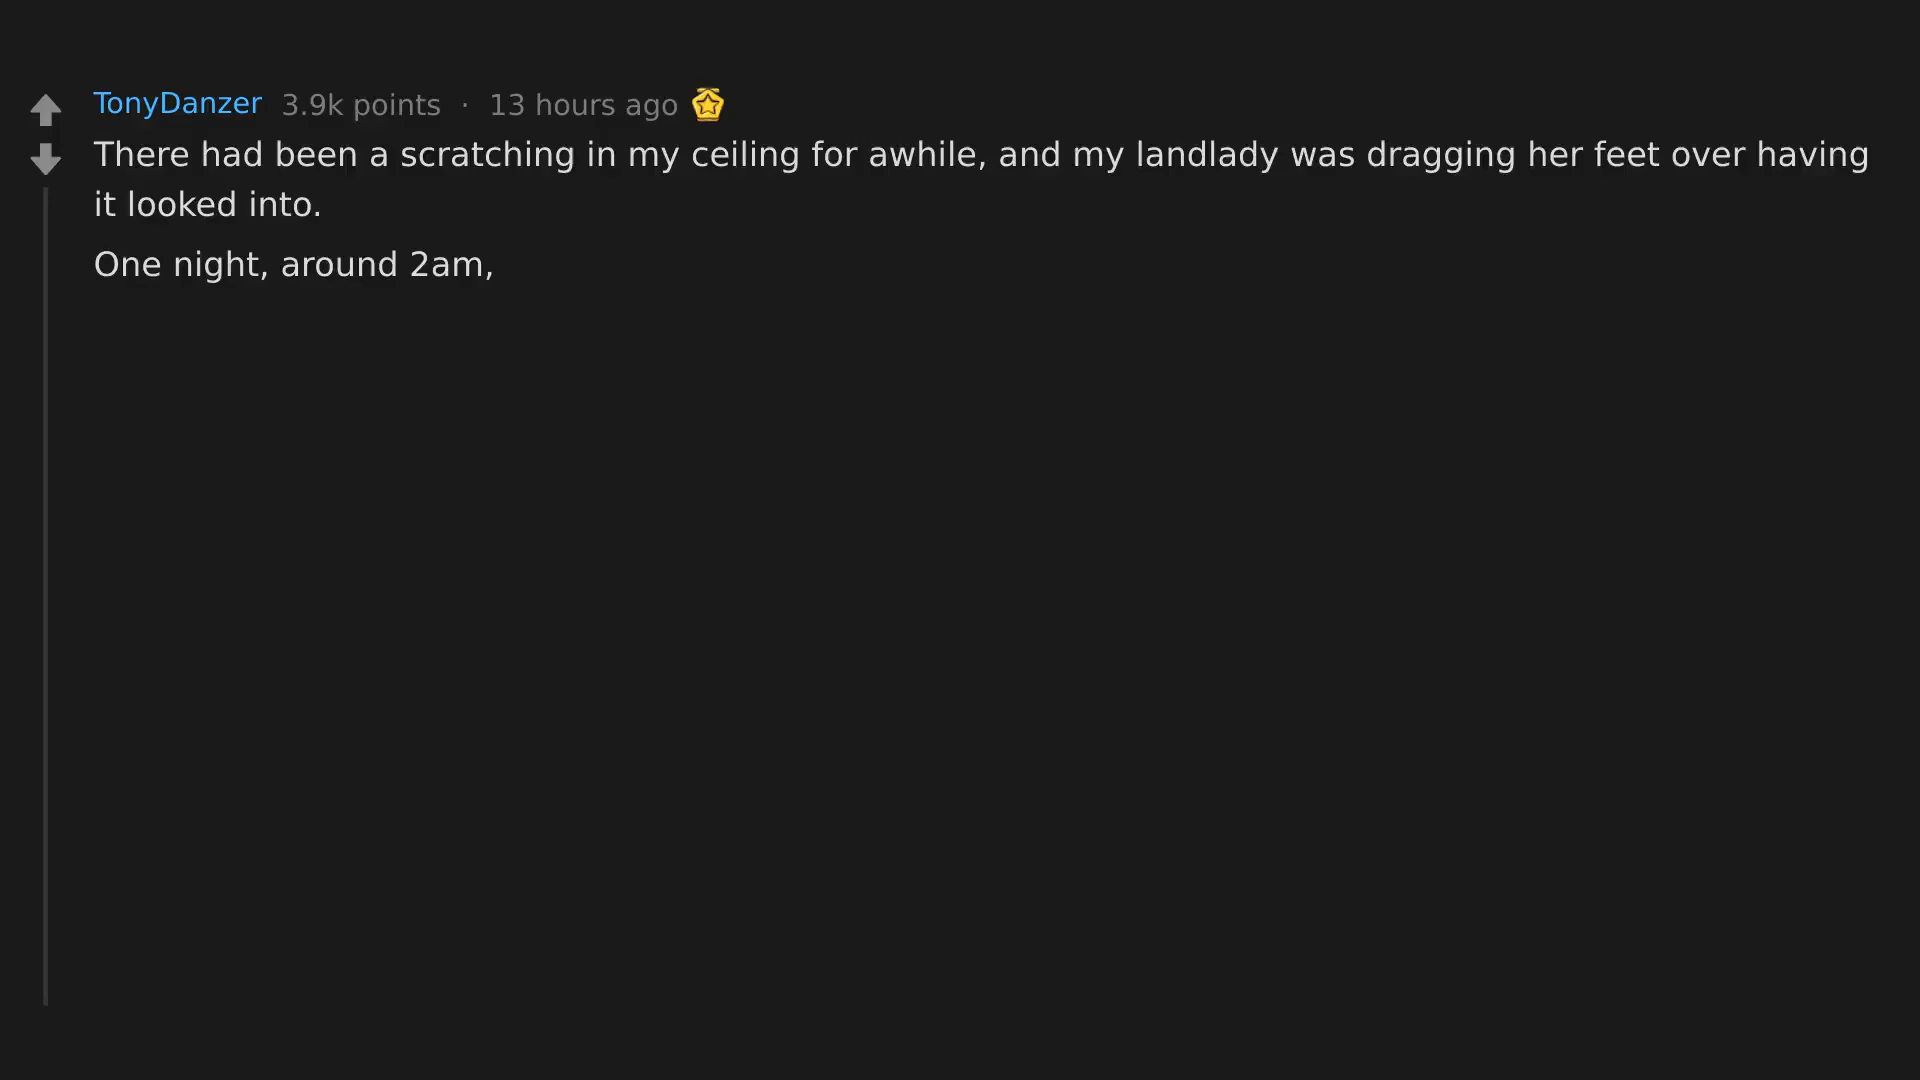 TonyDanzer 3.9k points · 13 hours ago
There had been a scratching in my ceiling for awhile, and my landlady was dragging her feet over having
it looked into.
One night, around 2am,